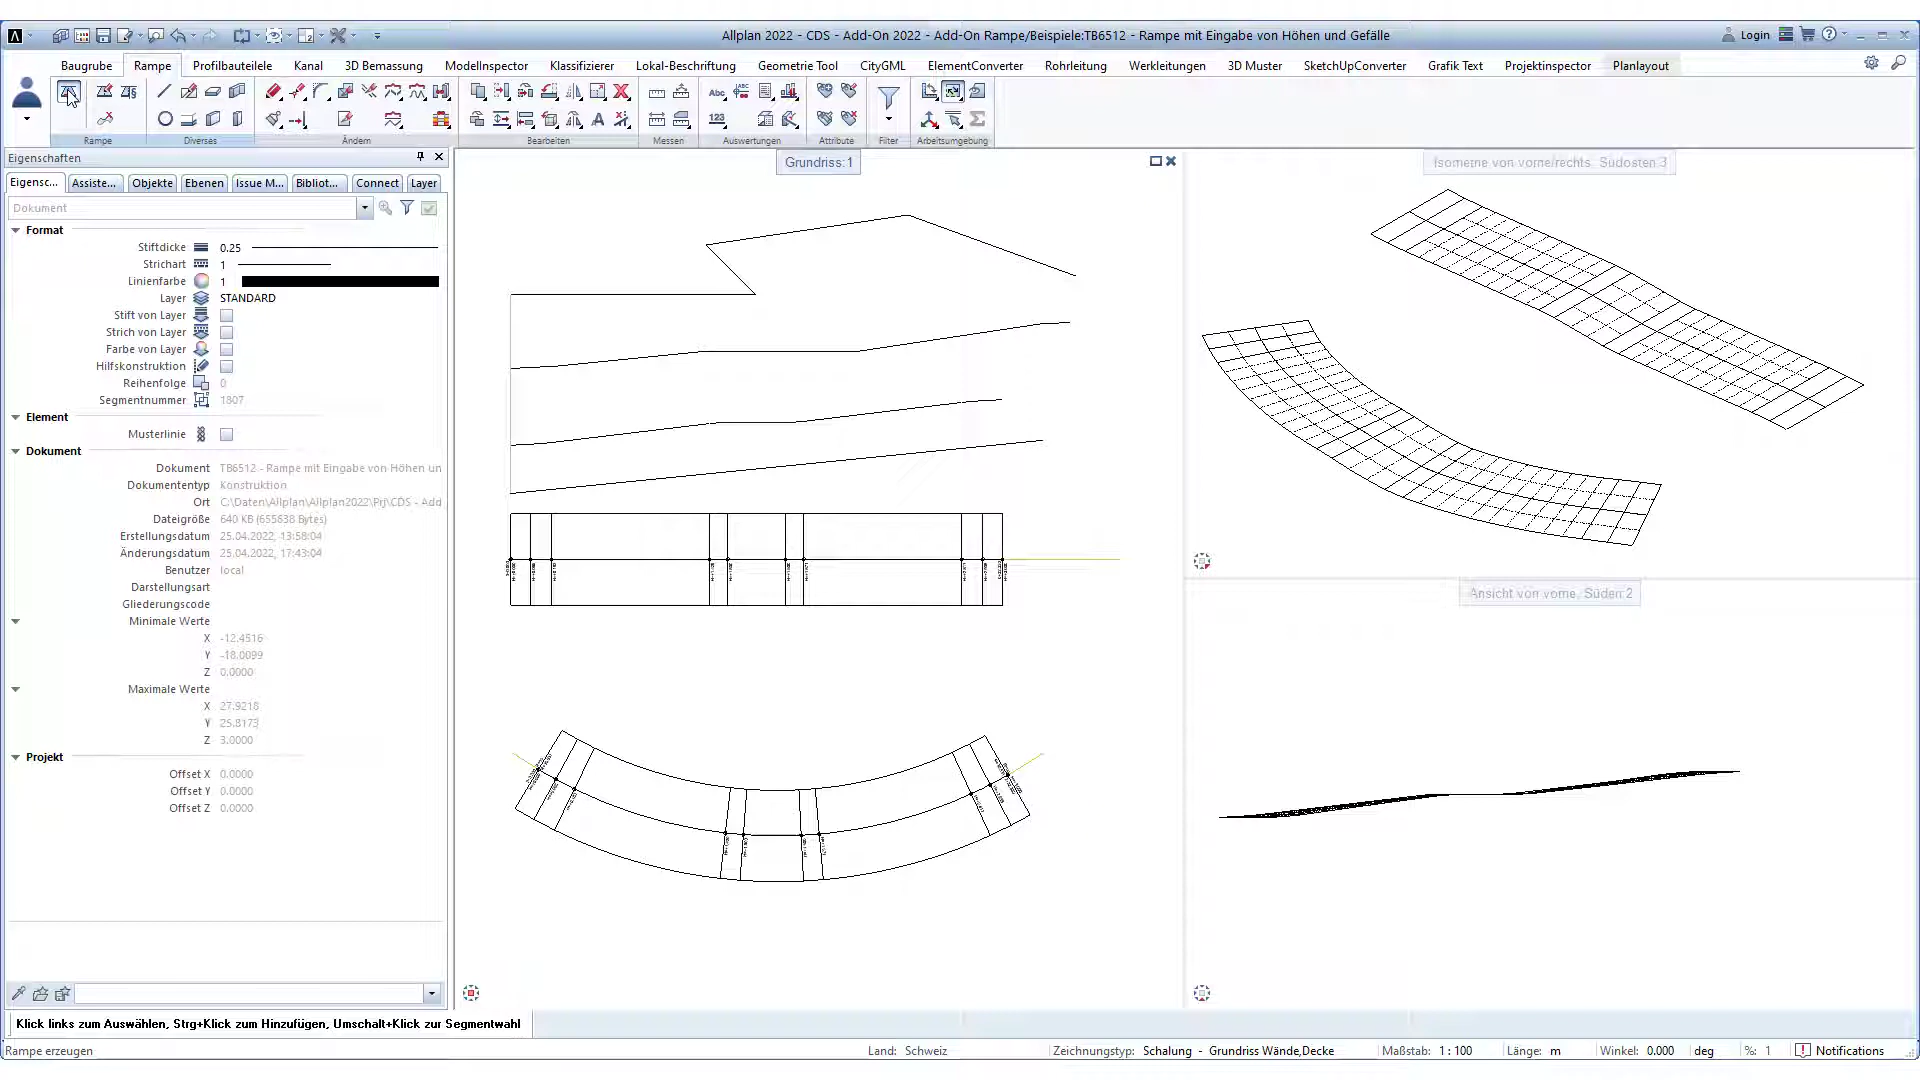 Allplan 2022 - CDS - Add-On 2022 - Add-On Rampe/Beispiele:TB6512 - Rampe mit Eingabe von Höhen und Gefälle
Login
Baugrube Rampe Profilbauteile Kanal 3D Bemassung ModelInspector Klassifizierer Lokal-Beschriftung Geometrie Tool CityGML ElementConverter Rohrleitung Werkleitungen 3D Muster SketchUpConverter Grafik Text Projektinspector Planlayout
Abc
123
Rampe Diverses Ändern Bearbeiten Messen Auswertungen Attribute Filter Arbeitsumgebung
Eigenschaften
Eigensc... Assiste... Objekte Ebenen Issue M... Bibliot... Connect Layer
Dokument
Format
Stiftdicke 0.25
Strichart 1
Linienfarbe 1
Layer STANDARD
Stift von Layer
Strich von Layer
Farbe von Layer
Hilfskonstruktion
Reihenfolge 0
Segmentnummer 1807
Element
Musterlinie
Dokument
Dokument TB6512 - Rampe mit Eingabe von Höhen un
Dokumententyp Konstruktion
Ort C:\Daten\Allplan\Allplan2022\Prj\CDS - Add
Dateigröße 640 KB (655638 Bytes)
Erstellungsdatum 25.04.2022, 13:58:04
Änderungsdatum 25.04.2022, 17:43:04
Benutzer local
Darstellungsart
Gliederungscode
Minimale Werte
X -12.4516
Y -18.0099
Z 0.0000
Maximale Werte
X 27.9218
Y 25.8173
Z 3.0000
Projekt
Offset X 0.0000
Offset Y 0.0000
Offset Z 0.0000
Grundriss:1
Isometrie von vorne/rechts, Südosten:3
Ansicht von vorne, Süden:2
Klick links zum Auswählen, Strg+Klick zum Hinzufügen, Umschalt+Klick zur Segmentwahl
Rampe erzeugen
Land: Schweiz Zeichnungstyp: Schalung - Grundriss Wände,Decke Maßstab: 1 : 100 Länge: m Winkel: 0.000 deg %: 1 Notifications